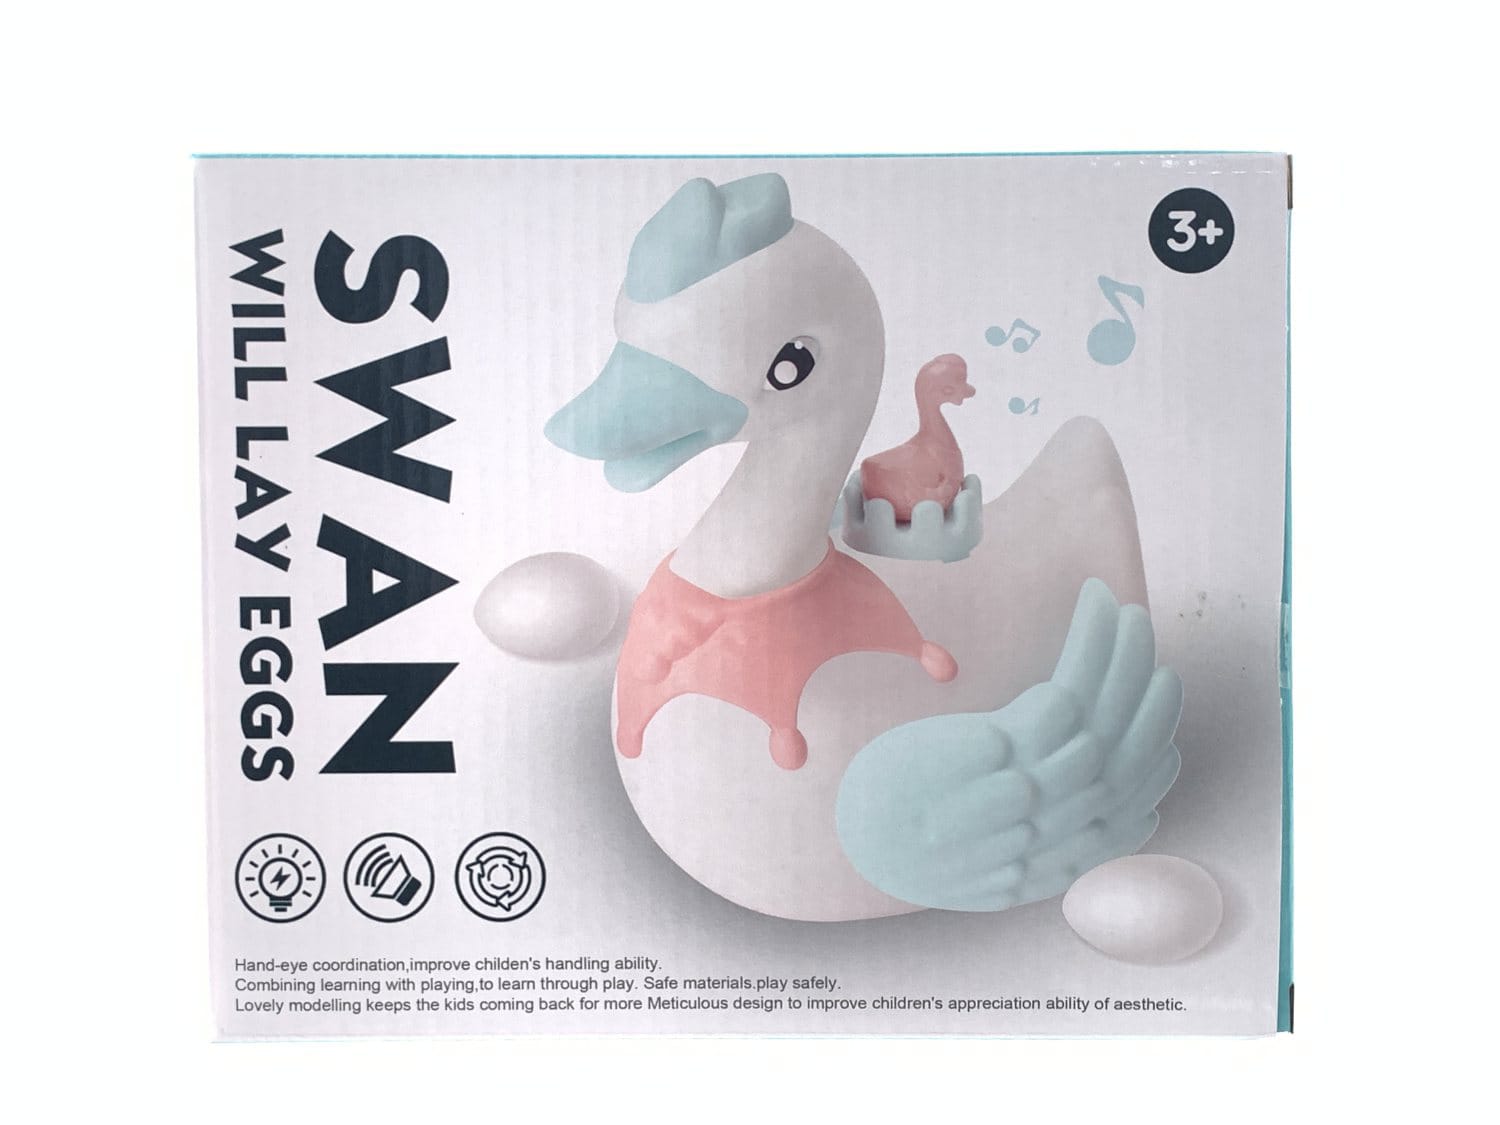 SWAN
WILL LAY EGGS
3+
Hand-eye coordination,improve childen's handling ability.
Combining learning with playing,to learn through play. Safe materials.play safely.
Lovely modelling keeps the kids coming back for more Meticulous design to improve children's appreciation ability of aesthetic.